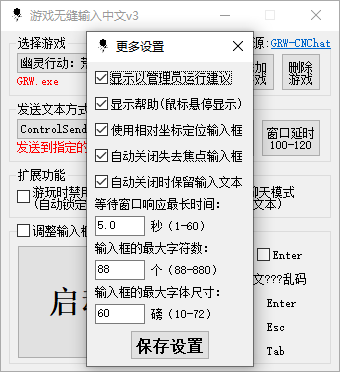 游戏无缝输入中文v3
选择游戏
源:GRW-CNChat
幽灵行动：荒
GRW.exe
加
戏
删除
游戏
发送文本方式
ControlSend
发送到指定的
窗口延时
100-120
扩展功能
游玩时禁用
(自动锁定
聊天模式
文本)
调整输入框
Enter
文???乱码
启
Enter
Esc
Tab
更多设置
显示以管理员运行建议
显示帮助(鼠标悬停显示)
使用相对坐标定位输入框
自动关闭失去焦点输入框
自动关闭时保留输入文本
等待窗口响应最长时间:
5.0 秒 (1-60)
输入框的最大字符数:
88 个 (88-880)
输入框的最大字体尺寸:
60 磅 (10-72)
保存设置